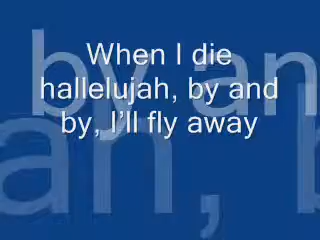 When I die
hallelujah, by and
by, I’ll fly away